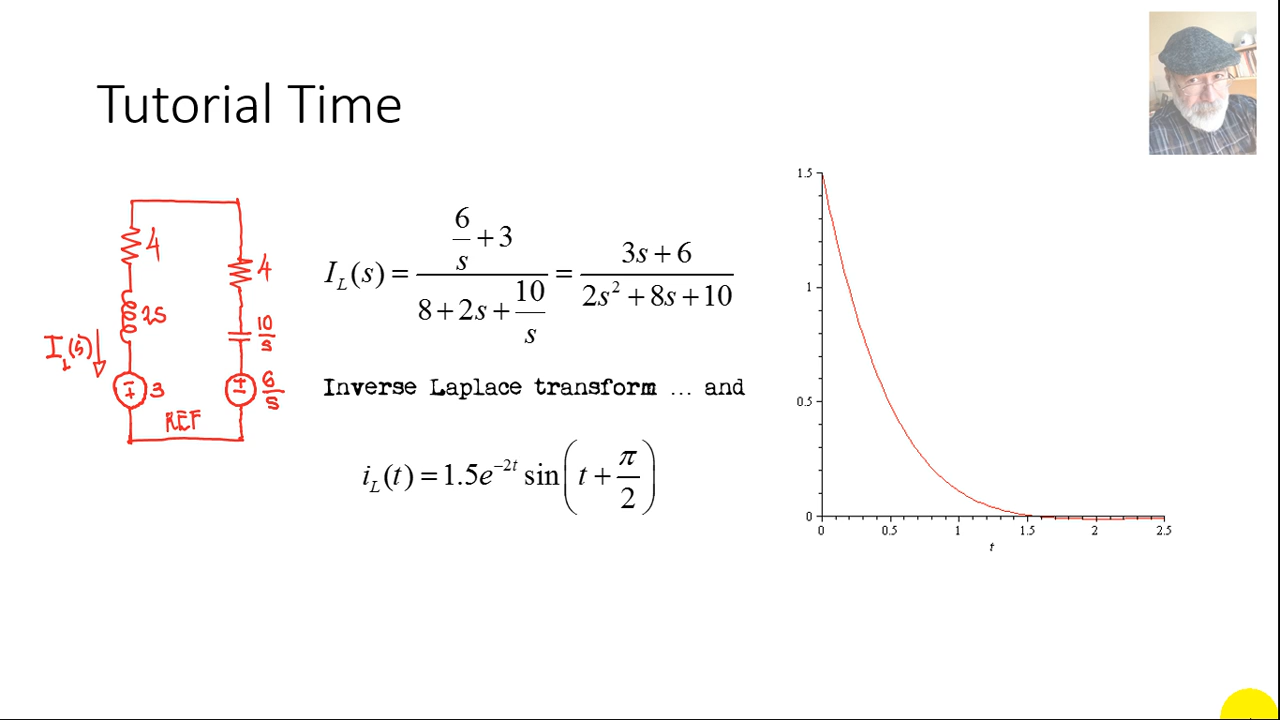 Tutorial Time
4
4
2s
10/s
I_L(s)
3
6/s
REF
I_L(s) = (6/s + 3)/(8 + 2s + 10/s) = (3s + 6)/(2s² + 8s + 10)
Inverse Laplace transform … and
i_L(t) = 1.5e^{−2t} sin(t + π/2)
1.5
1
0.5
0
0 0.5 1 1.5 2 2.5
t